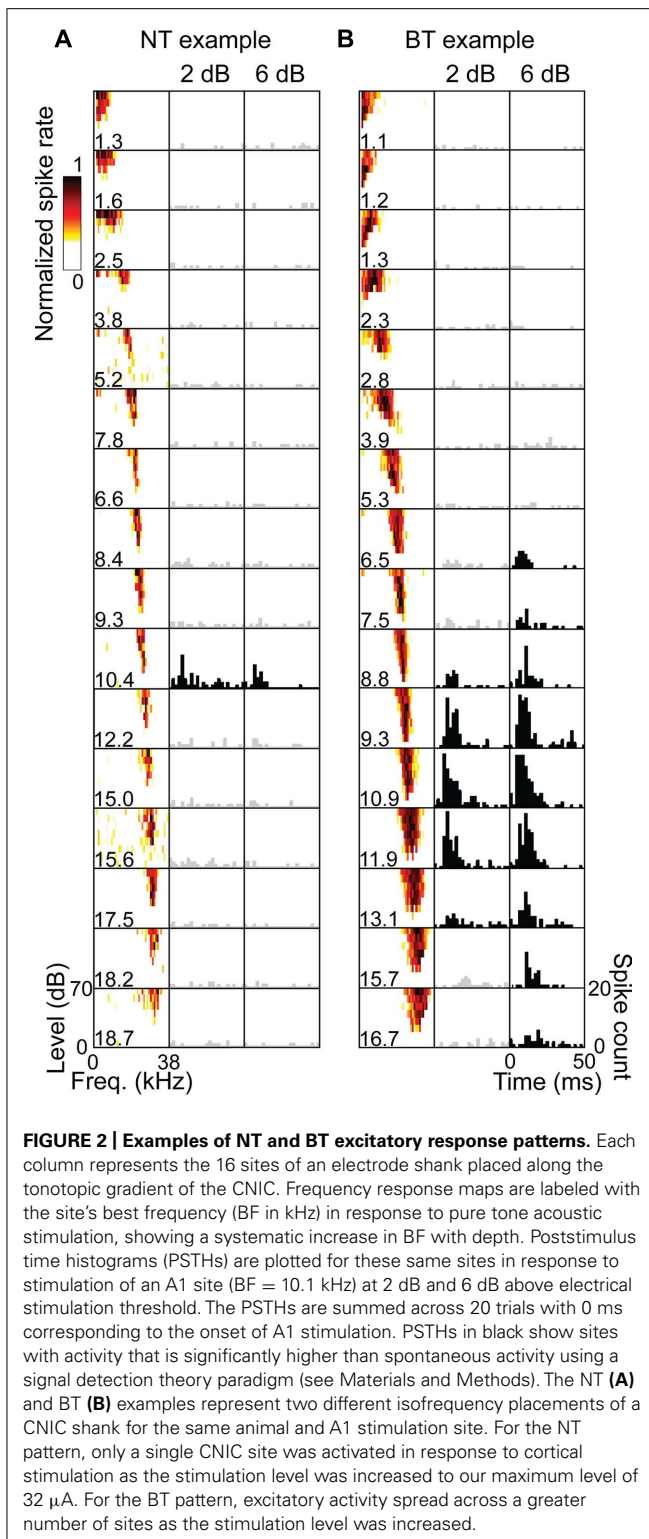 A NT example B BT example
2 dB 6 dB 2 dB 6 dB
Normalized spike rate
1
0
1.3 1.1
1.6 1.2
2.5 1.3
3.8 2.3
5.2 2.8
7.8 3.9
6.6 5.3
8.4 6.5
9.3 7.5
10.4 8.8
12.2 9.3
15.0 10.9
15.6 11.9
17.5 13.1
18.2 15.7
18.7 16.7
Level (dB)
70
0
0 38
Freq. (kHz)
Spike count
20
0
0 50
Time (ms)
FIGURE 2 | Examples of NT and BT excitatory response patterns. Each
column represents the 16 sites of an electrode shank placed along the
tonotopic gradient of the CNIC. Frequency response maps are labeled with
the site's best frequency (BF in kHz) in response to pure tone acoustic
stimulation, showing a systematic increase in BF with depth. Poststimulus
time histograms (PSTHs) are plotted for these same sites in response to
stimulation of an A1 site (BF = 10.1 kHz) at 2 dB and 6 dB above electrical
stimulation threshold. The PSTHs are summed across 20 trials with 0 ms
corresponding to the onset of A1 stimulation. PSTHs in black show sites
with activity that is significantly higher than spontaneous activity using a
signal detection theory paradigm (see Materials and Methods). The NT (A)
and BT (B) examples represent two different isofrequency placements of a
CNIC shank for the same animal and A1 stimulation site. For the NT
pattern, only a single CNIC site was activated in response to cortical
stimulation as the stimulation level was increased to our maximum level of
32 μA. For the BT pattern, excitatory activity spread across a greater
number of sites as the stimulation level was increased.